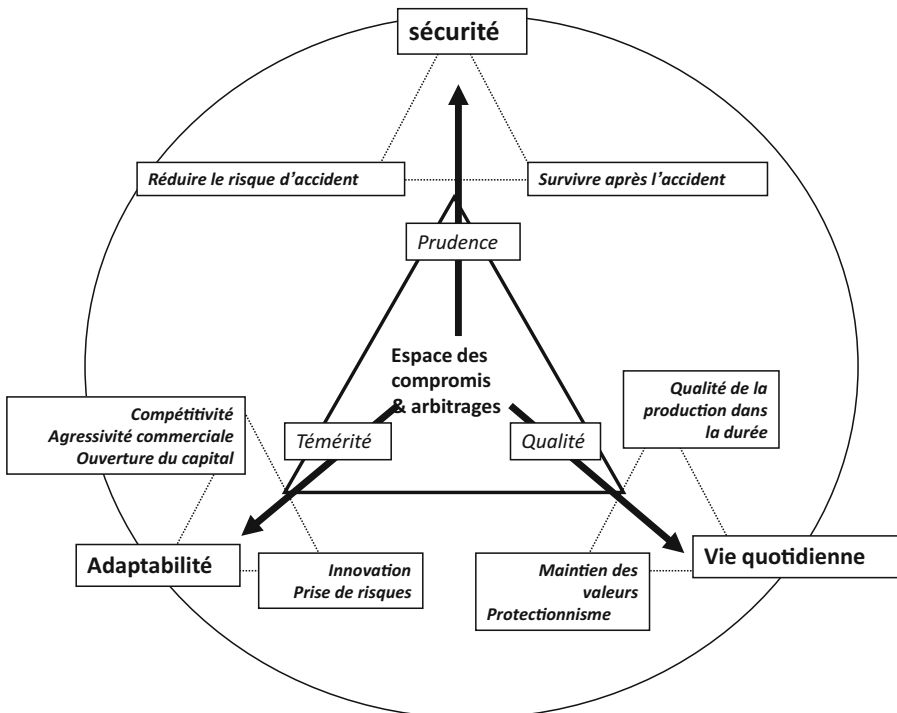 sécurité
Réduire le risque d’accident
Survivre après l’accident
Prudence
Espace des
compromis
& arbitrages
Qualité de la
production dans
la durée
Compétitivité
Agressivité commerciale
Ouverture du capital
Témérité
Qualité
Adaptabilité
Innovation
Prise de risques
Maintien des
valeurs
Protectionnisme
Vie quotidienne